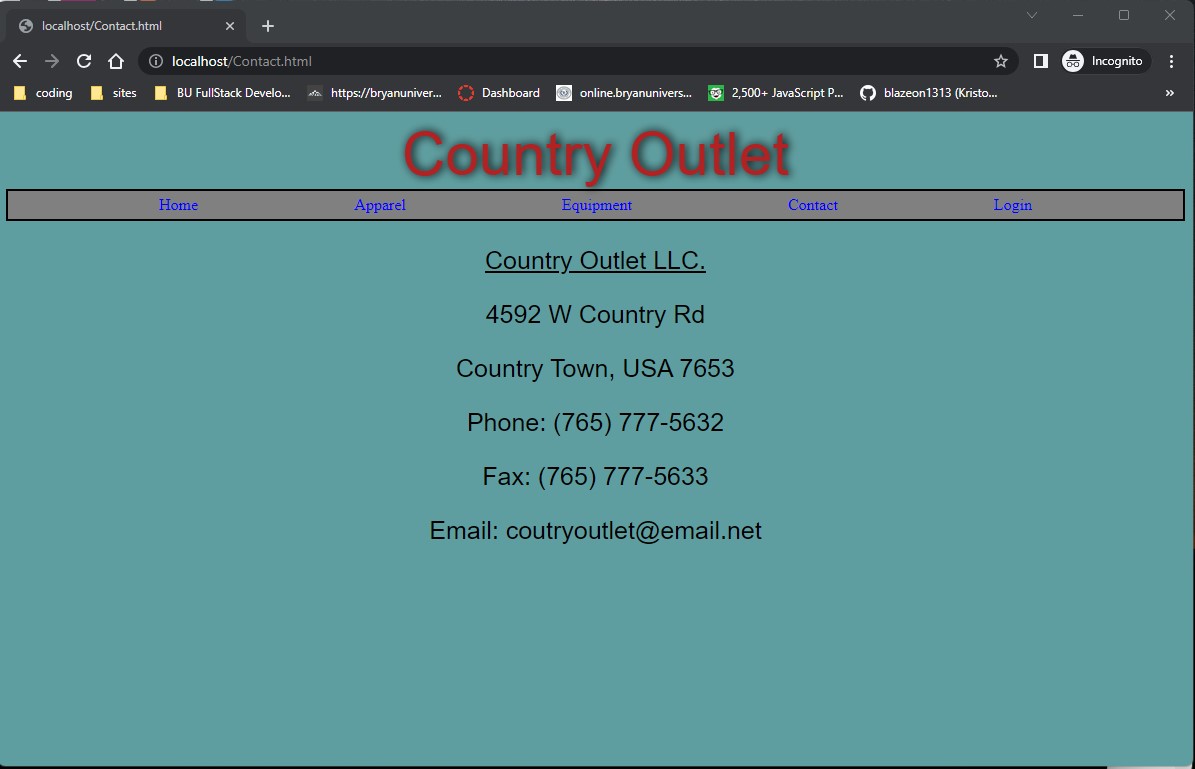 localhost/Contact.html
localhost/Contact.html Incognito
coding sites BU FullStack Develo... https://bryanuniver... Dashboard online.bryanunivers... 2,500+ JavaScript P... blazeon1313 (Kristo... »
Country Outlet
Home Apparel Equipment Contact Login
Country Outlet LLC.
4592 W Country Rd
Country Town, USA 7653
Phone: (765) 777-5632
Fax: (765) 777-5633
Email: coutryoutlet@email.net